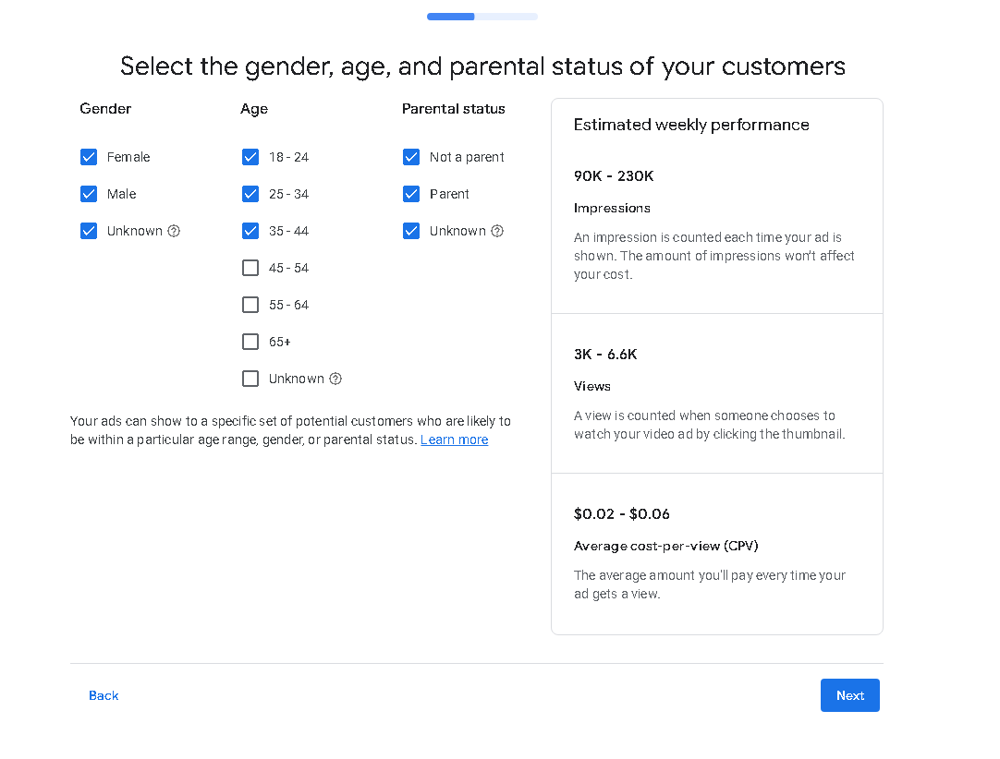 Select the gender, age, and parental status of your customers
Gender
Female
Male
Unknown
Age
18 - 24
25 - 34
35 - 44
45 - 54
55 - 64
65+
Unknown
Parental status
Not a parent
Parent
Unknown
Your ads can show to a specific set of potential customers who are likely to
be within a particular age range, gender, or parental status. Learn more
Estimated weekly performance
90K - 230K
Impressions
An impression is counted each time your ad is
shown. The amount of impressions won't affect
your cost.
3K - 6.6K
Views
A view is counted when someone chooses to
watch your video ad by clicking the thumbnail.
$0.02 - $0.06
Average cost-per-view (CPV)
The average amount you'll pay every time your
ad gets a view.
Back
Next